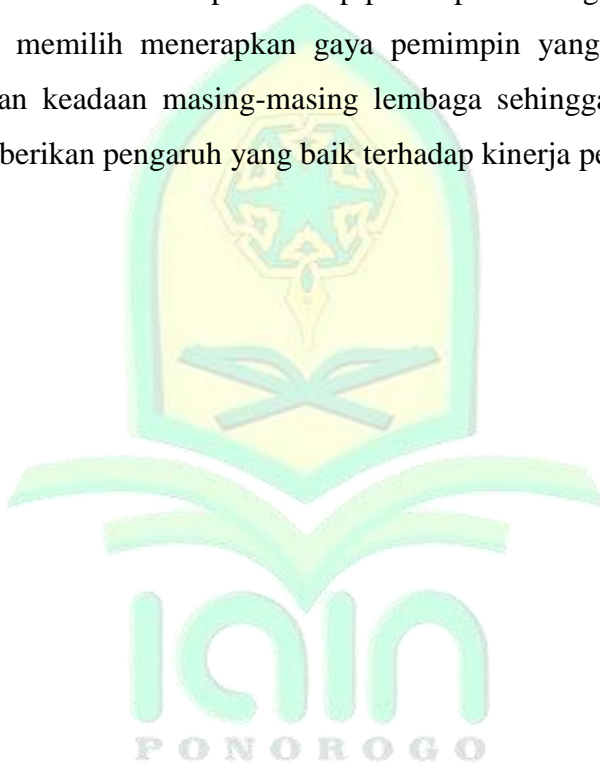 memilih menerapkan gaya pemimpin yang
an keadaan masing-masing lembaga sehingga
berikan pengaruh yang baik terhadap kinerja pe
iain
PONOROGO